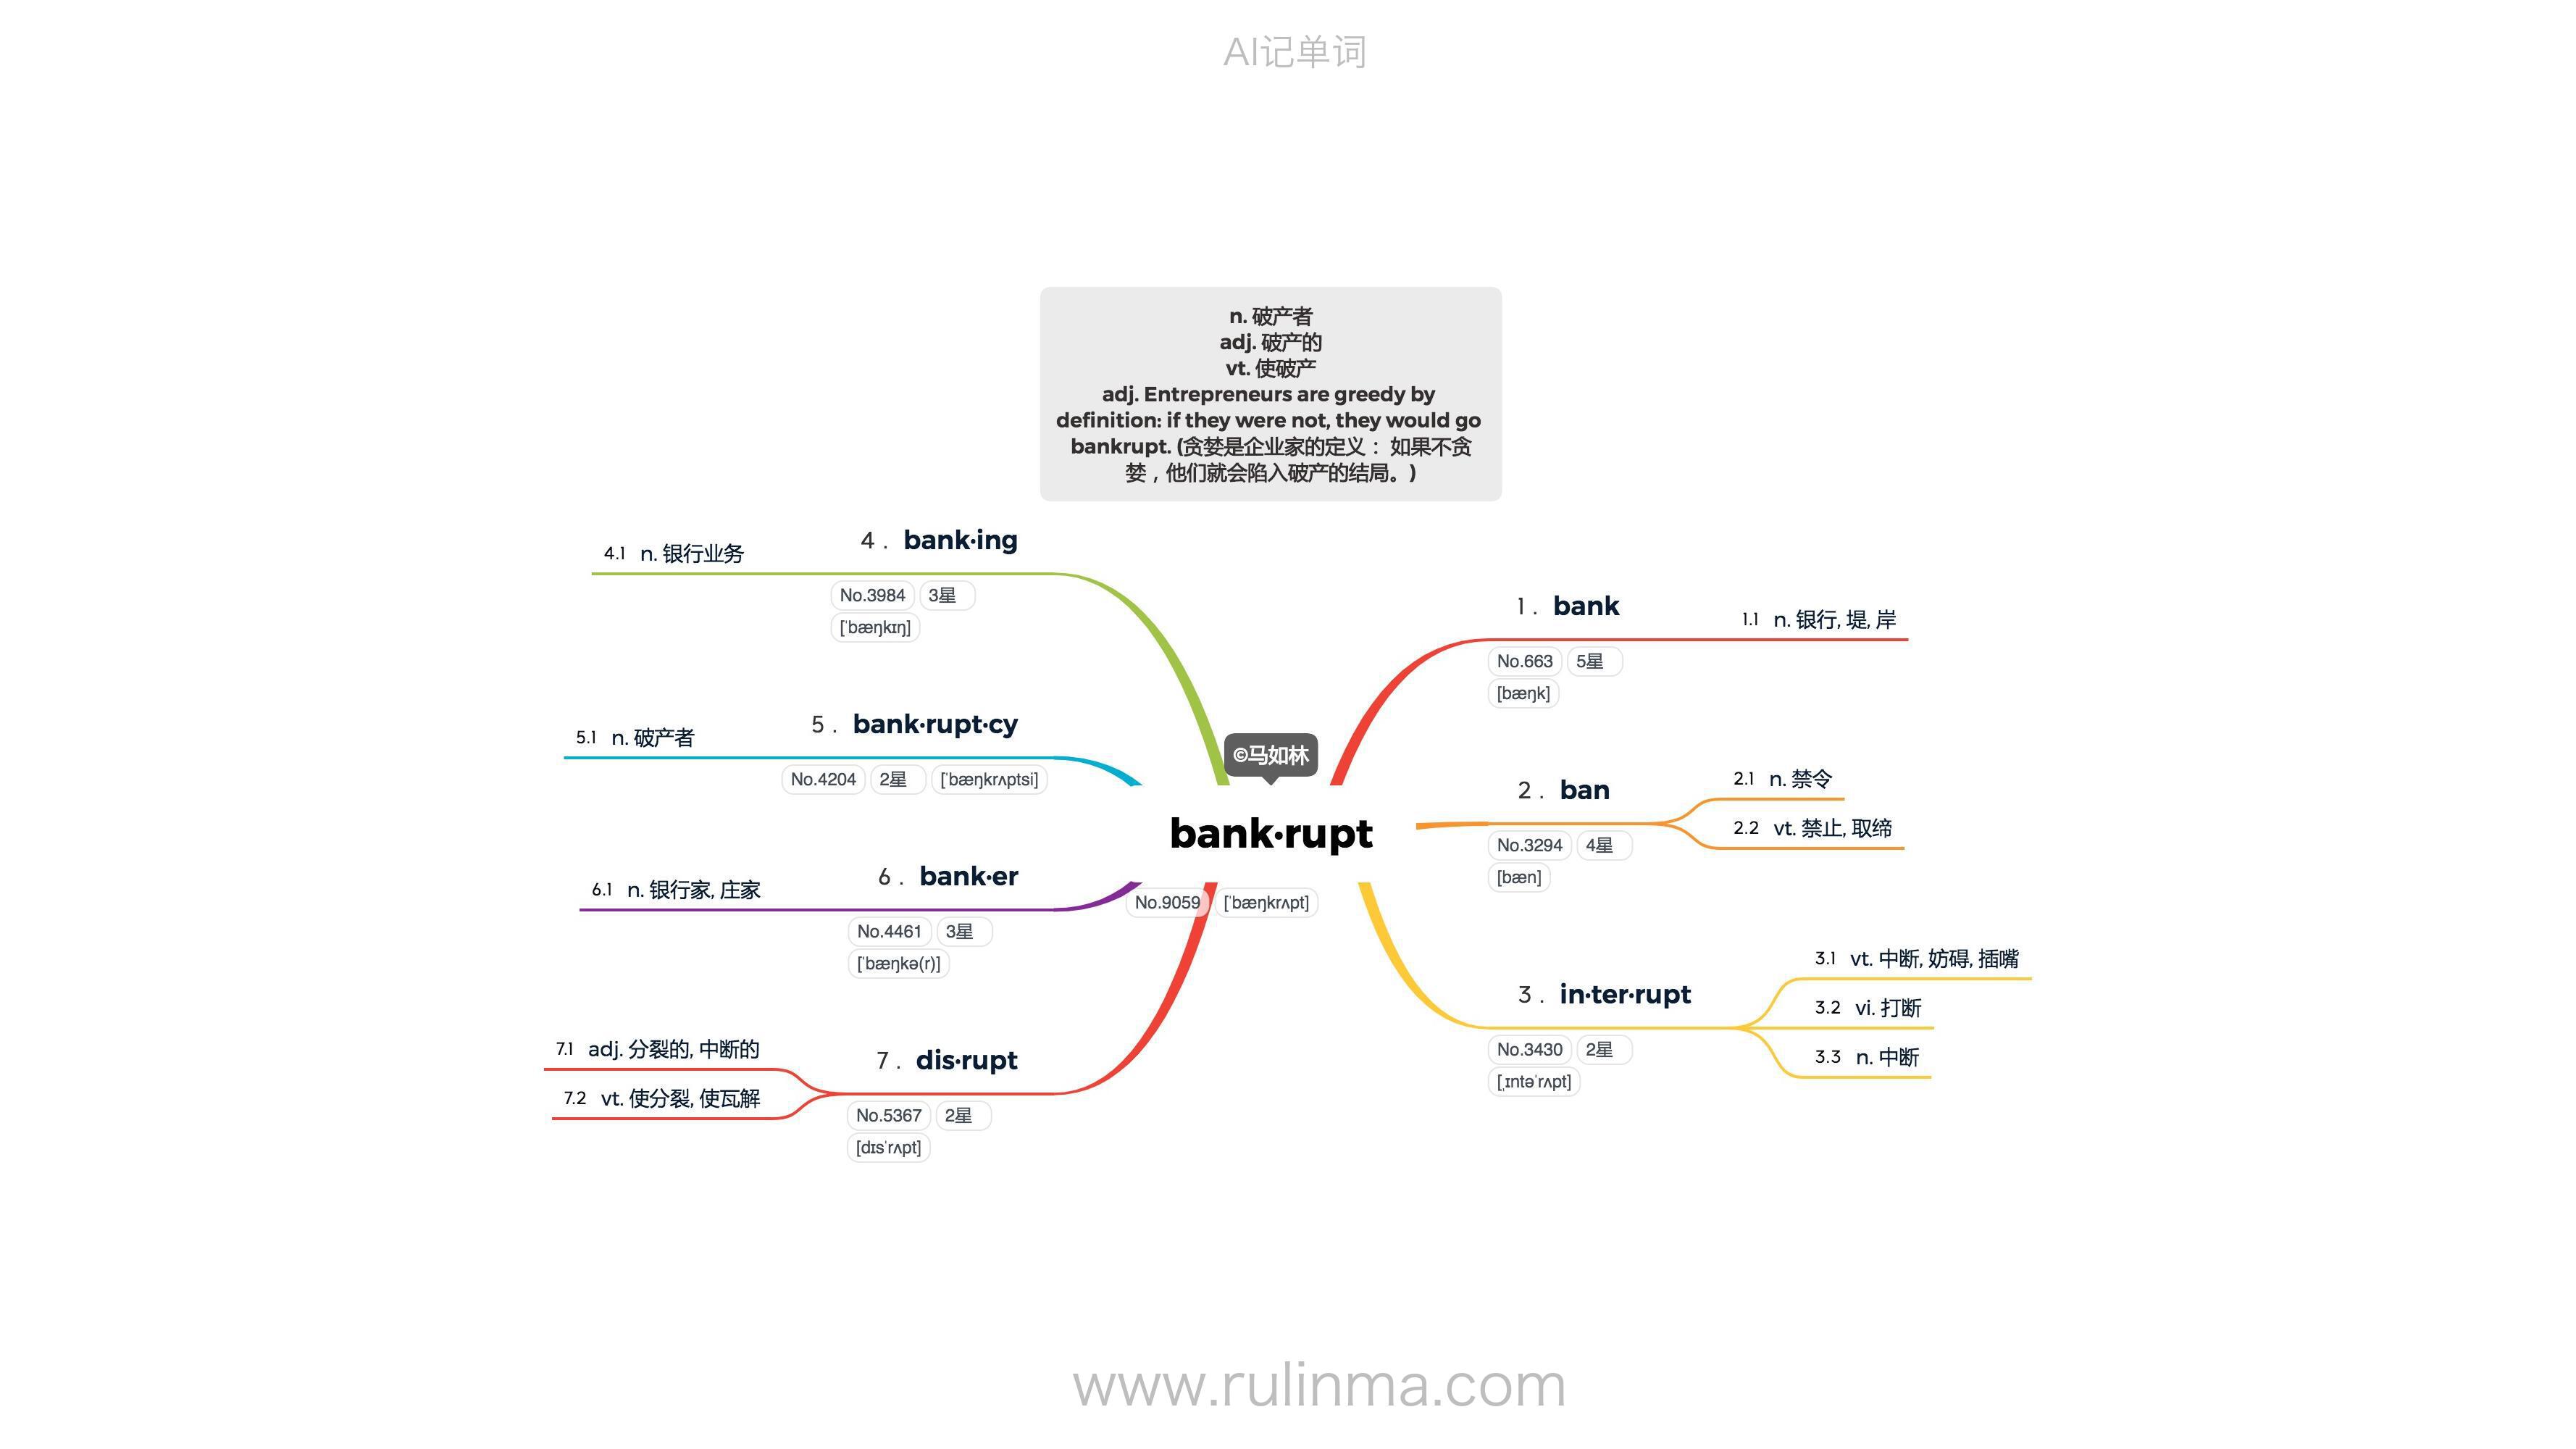 AI记单词
n. 破产者
adj. 破产的
vt. 使破产
adj. Entrepreneurs are greedy by
definition: if they were not, they would go
bankrupt. (贪婪是企业家的定义： 如果不贪
婪，他们就会陷入破产的结局。)
©马如林
bank·rupt
No.9059 [ˈbæŋkrʌpt]
1. bank
No.663 5星
[bæŋk]
1.1 n. 银行, 堤, 岸
2. ban
No.3294 4星
[bæn]
2.1 n. 禁令
2.2 vt. 禁止, 取缔
3. in·ter·rupt
No.3430 2星
[ˌɪntəˈrʌpt]
3.1 vt. 中断, 妨碍, 插嘴
3.2 vi. 打断
3.3 n. 中断
4. bank·ing
No.3984 3星
[ˈbæŋkɪŋ]
4.1 n. 银行业务
5. bank·rupt·cy
No.4204 2星 [ˈbæŋkrʌptsi]
5.1 n. 破产者
6. bank·er
No.4461 3星
[ˈbæŋkə(r)]
6.1 n. 银行家, 庄家
7. dis·rupt
No.5367 2星
[dɪsˈrʌpt]
7.1 adj. 分裂的, 中断的
7.2 vt. 使分裂, 使瓦解
www.rulinma.com